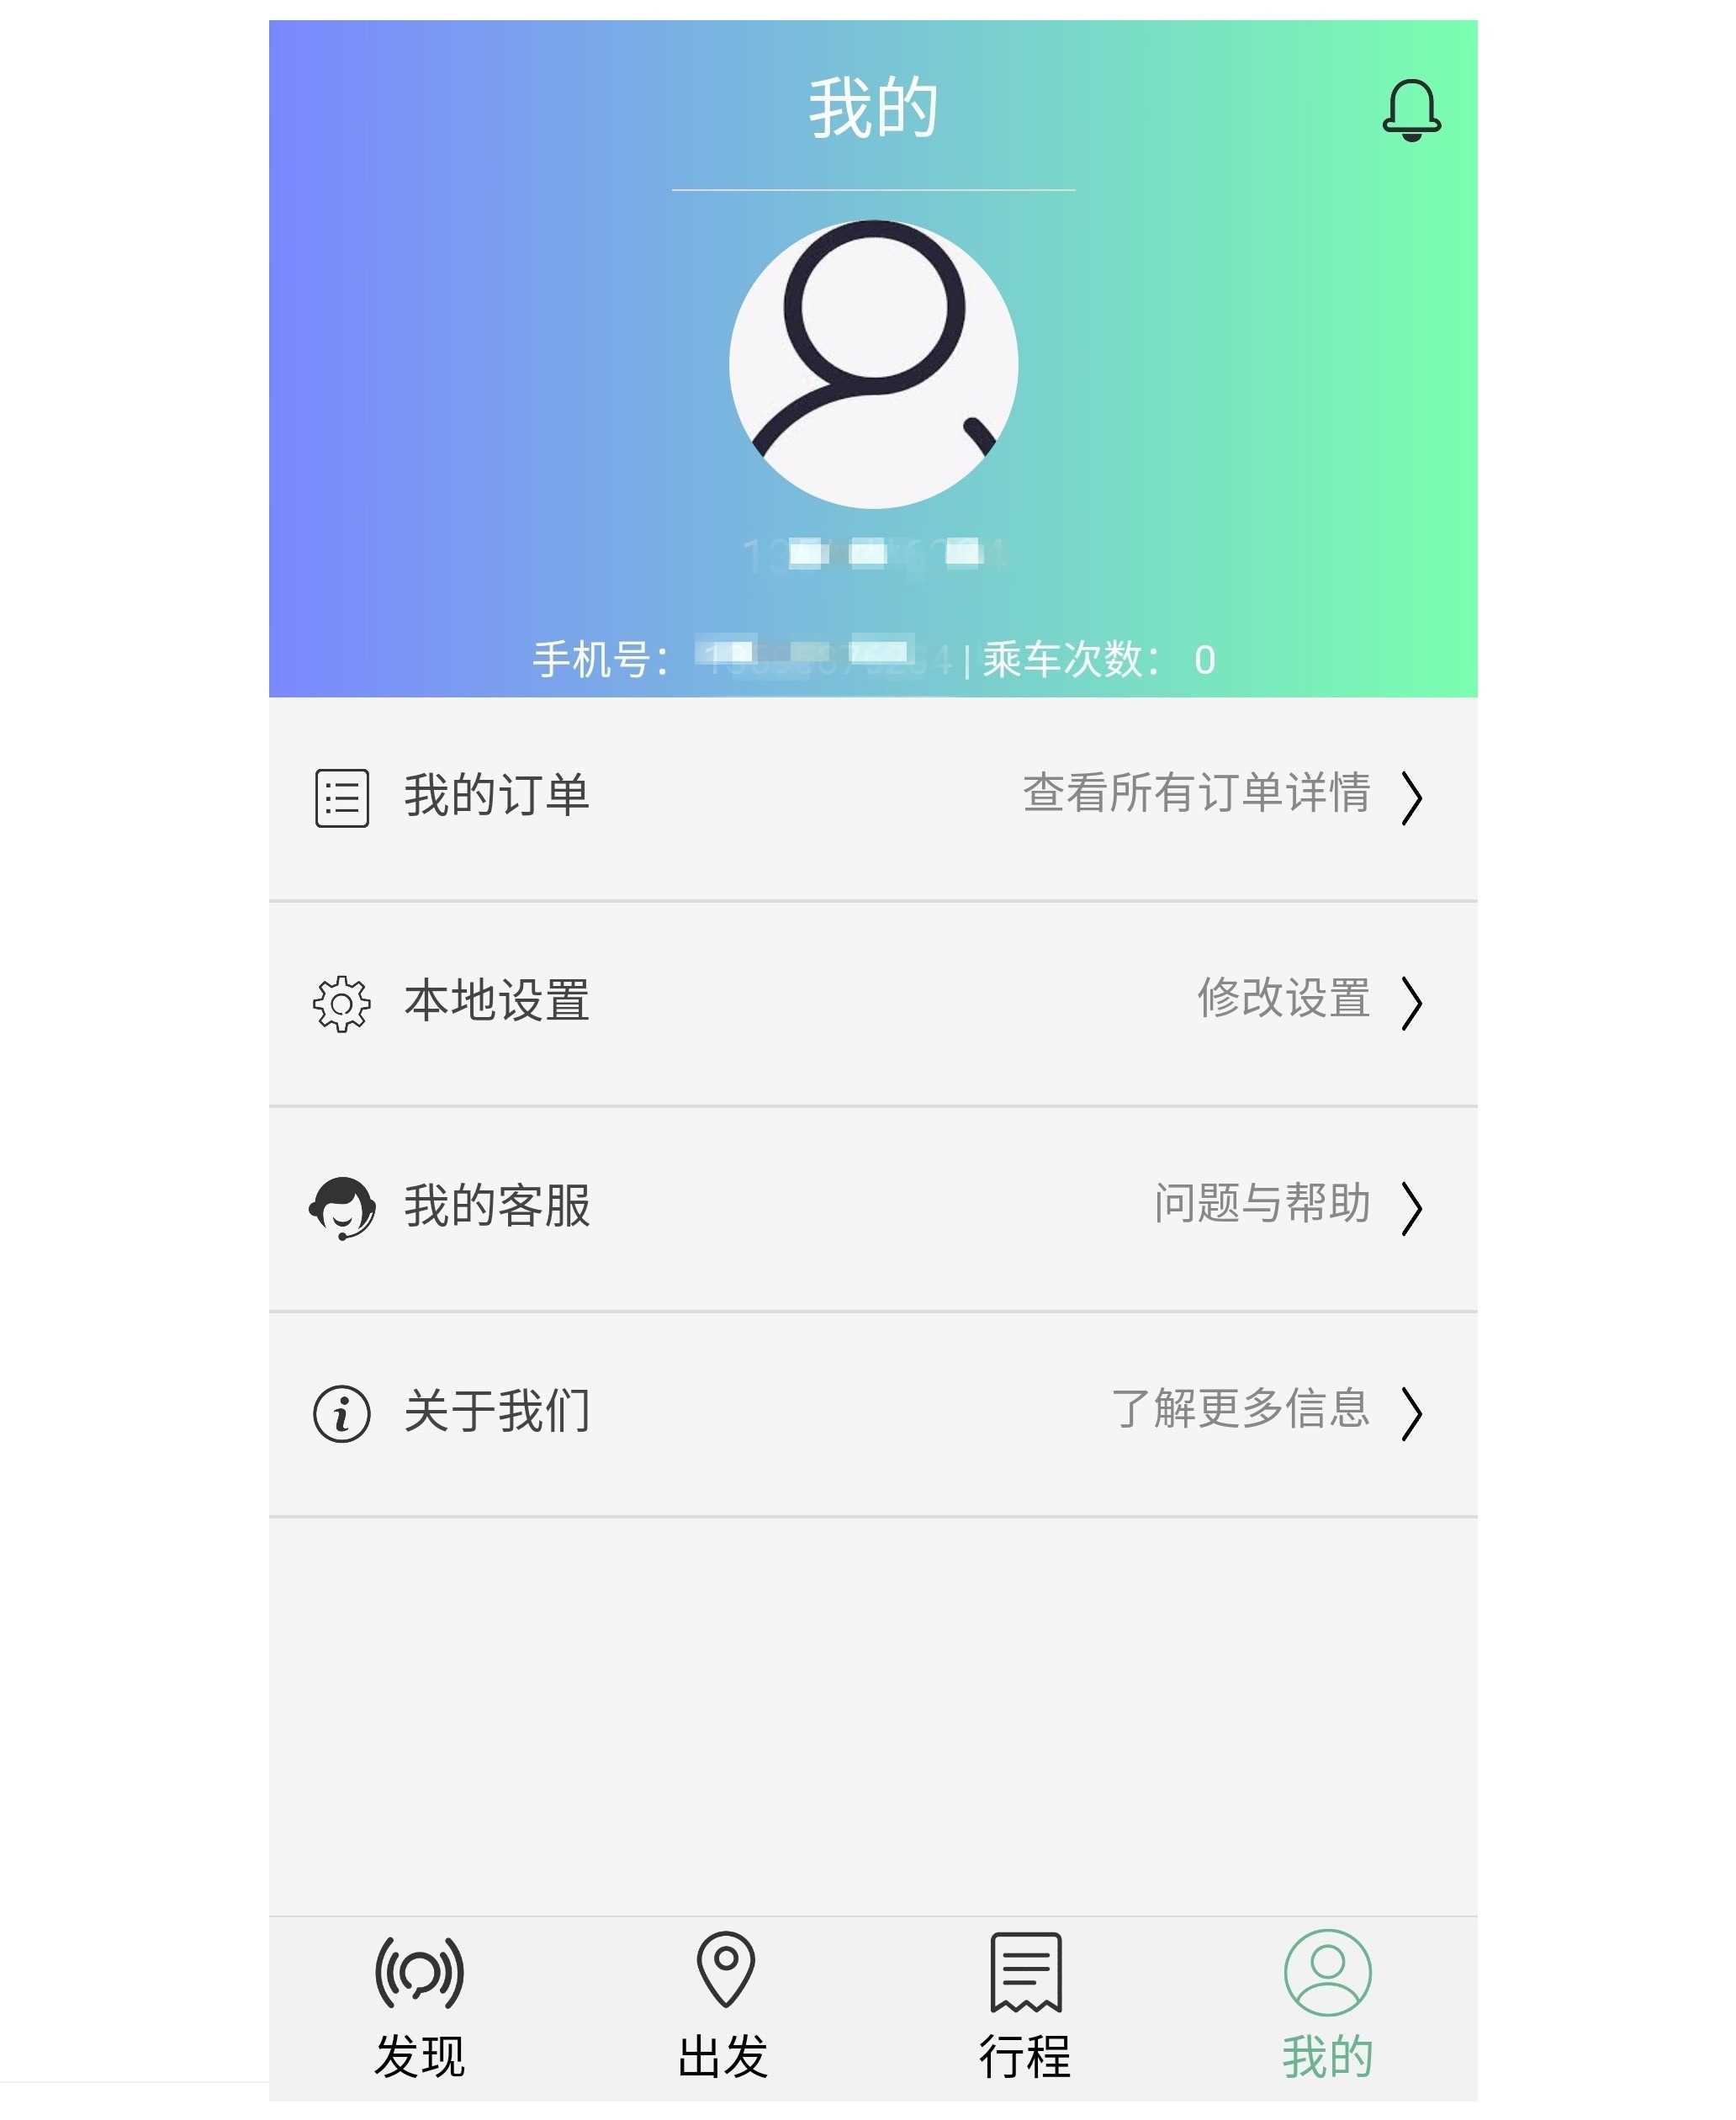 我的
手机号： | 乘车次数： 0
我的订单 查看所有订单详情
本地设置 修改设置
我的客服 问题与帮助
关于我们 了解更多信息
发现 出发 行程 我的